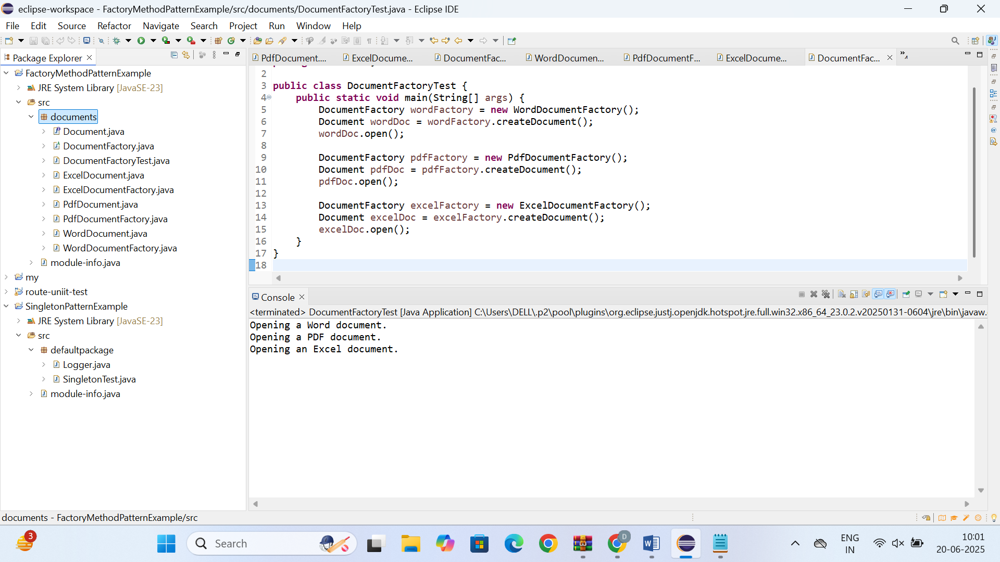 eclipse-workspace - FactoryMethodPatternExample/src/documents/DocumentFactoryTest.java - Eclipse IDE
File Edit Source Refactor Navigate Search Project Run Window Help
Package Explorer
FactoryMethodPatternExample
JRE System Library [JavaSE-23]
src
documents
Document.java
DocumentFactory.java
DocumentFactoryTest.java
ExcelDocument.java
ExcelDocumentFactory.java
PdfDocument.java
PdfDocumentFactory.java
WordDocument.java
WordDocumentFactory.java
module-info.java
my
route-uniit-test
SingletonPatternExample
JRE System Library [JavaSE-23]
src
defaultpackage
Logger.java
SingletonTest.java
module-info.java
PdfDocument.... ExcelDocume... DocumentFac... WordDocumen... PdfDocumentF... ExcelDocume... DocumentFac... »4
2
3 public class DocumentFactoryTest {
4 public static void main(String[] args) {
5 DocumentFactory wordFactory = new WordDocumentFactory();
6 Document wordDoc = wordFactory.createDocument();
7 wordDoc.open();
8
9 DocumentFactory pdfFactory = new PdfDocumentFactory();
10 Document pdfDoc = pdfFactory.createDocument();
11 pdfDoc.open();
12
13 DocumentFactory excelFactory = new ExcelDocumentFactory();
14 Document excelDoc = excelFactory.createDocument();
15 excelDoc.open();
16 }
17 }
18
Console
<terminated> DocumentFactoryTest [Java Application] C:\Users\DELL\.p2\pool\plugins\org.eclipse.justj.openjdk.hotspot.jre.full.win32.x86_64_23.0.2.v20250131-0604\jre\bin\javaw.
Opening a Word document.
Opening a PDF document.
Opening an Excel document.
documents - FactoryMethodPatternExample/src
3
Search
D
ENG
IN
10:01
20-06-2025